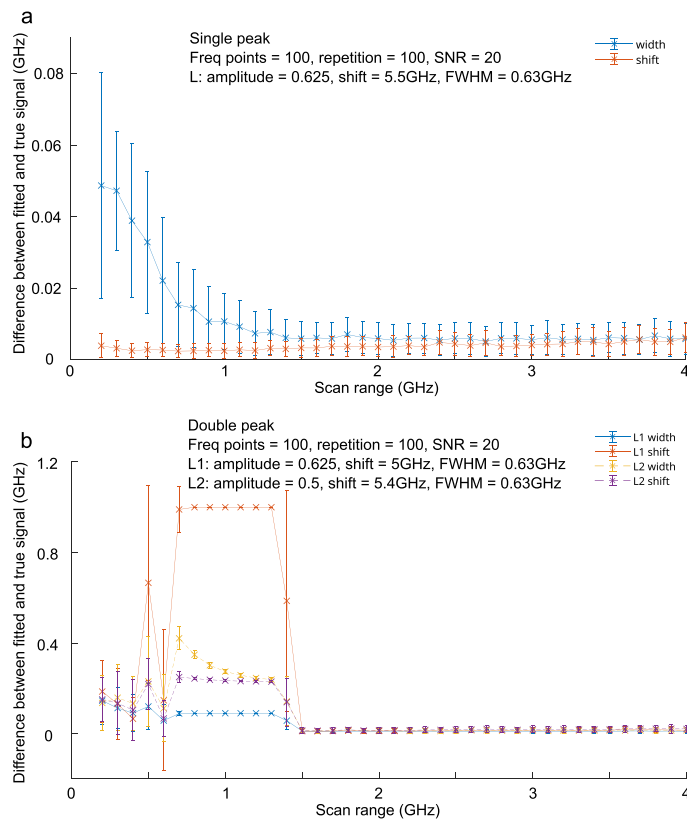 a
Single peak
Freq points = 100, repetition = 100, SNR = 20
L: amplitude = 0.625, shift = 5.5GHz, FWHM = 0.63GHz
width
shift
Difference between fitted and true signal (GHz)
0.08
0.06
0.04
0.02
0
0
1
2
3
4
Scan range (GHz)
b
Double peak
Freq points = 100, repetition = 100, SNR = 20
L1: amplitude = 0.625, shift = 5GHz, FWHM = 0.63GHz
L2: amplitude = 0.5, shift = 5.4GHz, FWHM = 0.63GHz
L1 width
L1 shift
L2 width
L2 shift
Difference between fitted and true signal (GHz)
1.2
0.8
0.4
0
0
1
2
3
4
Scan range (GHz)